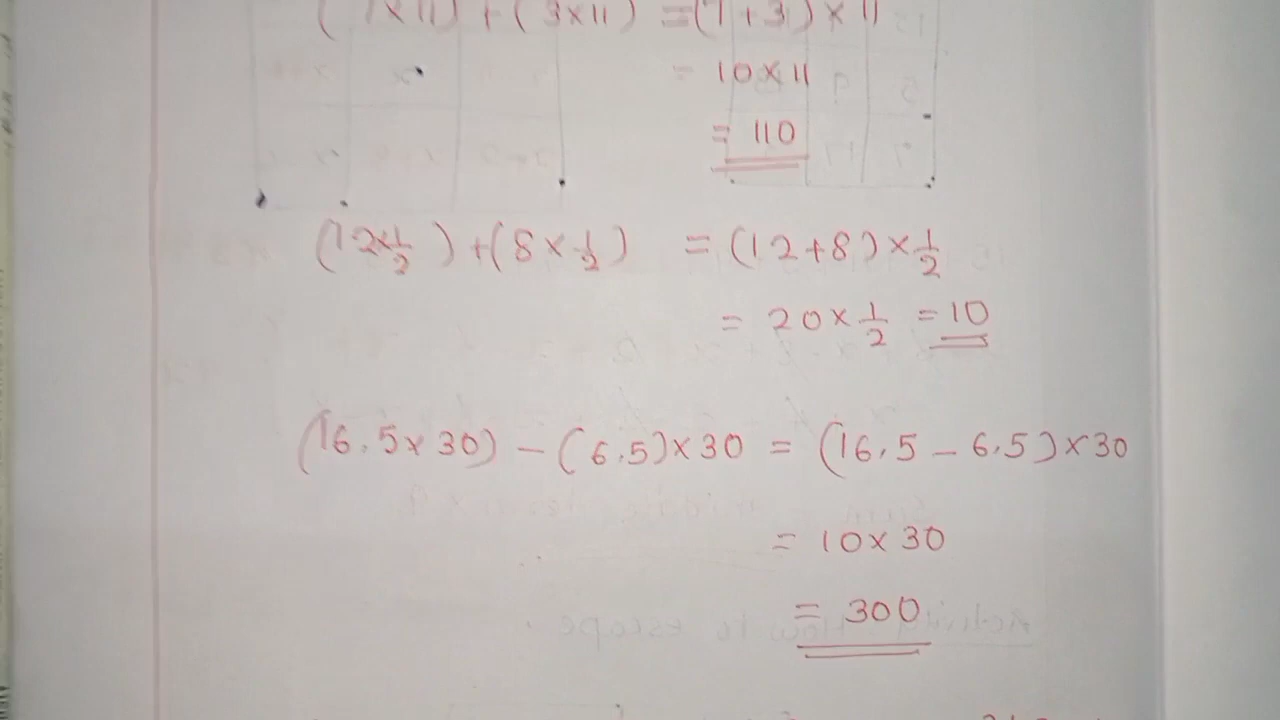 (7×11) + (3×11) = (7+3) × 11
= 10×11
= 110
(12×1/2) + (8×1/2) = (12+8)×1/2
= 20×1/2 = 10
(16.5×30) – (6.5)×30 = (16.5 – 6.5)×30
= 10×30
= 300